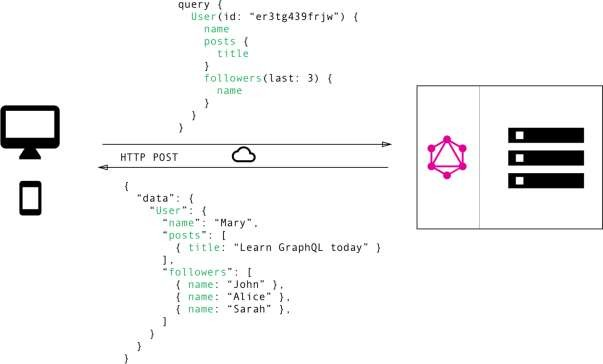 query {
  User(id: “er3tg439frjw”) {
    name
    posts {
      title
    }
    followers(last: 3) {
      name
    }
  }
}
HTTP POST
{
  “data”: {
    “User”: {
      “name”: “Mary”,
      “posts”: [
        { title: “Learn GraphQL today” }
      ],
      “followers”: [
        { name: “John” },
        { name: “Alice” },
        { name: “Sarah” },
      ]
    }
  }
}